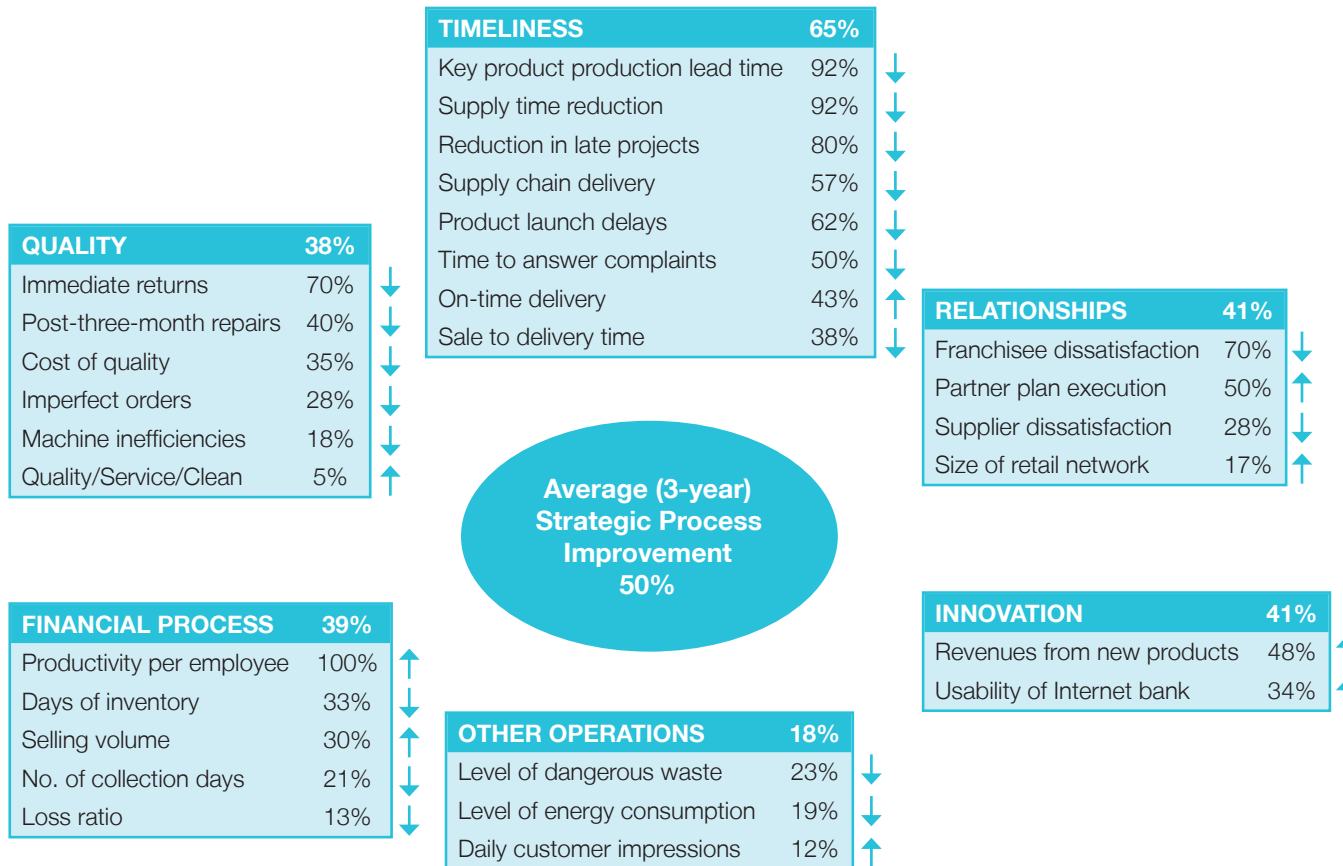 TIMELINESS 65%
Key product production lead time 92%
Supply time reduction 92%
Reduction in late projects 80%
Supply chain delivery 57%
Product launch delays 62%
Time to answer complaints 50%
On-time delivery 43%
Sale to delivery time 38%
QUALITY 38%
Immediate returns 70%
Post-three-month repairs 40%
Cost of quality 35%
Imperfect orders 28%
Machine inefficiencies 18%
Quality/Service/Clean 5%
RELATIONSHIPS 41%
Franchisee dissatisfaction 70%
Partner plan execution 50%
Supplier dissatisfaction 28%
Size of retail network 17%
Average (3-year)
Strategic Process
Improvement
50%
FINANCIAL PROCESS 39%
Productivity per employee 100%
Days of inventory 33%
Selling volume 30%
No. of collection days 21%
Loss ratio 13%
INNOVATION 41%
Revenues from new products 48%
Usability of Internet bank 34%
OTHER OPERATIONS 18%
Level of dangerous waste 23%
Level of energy consumption 19%
Daily customer impressions 12%